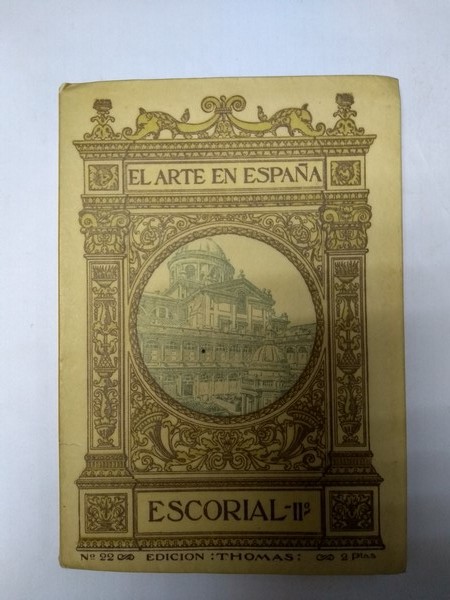 EL ARTE EN ESPAÑA
ESCORIAL-IIº
Nº 22 EDICION :THOMAS: 2 Ptas